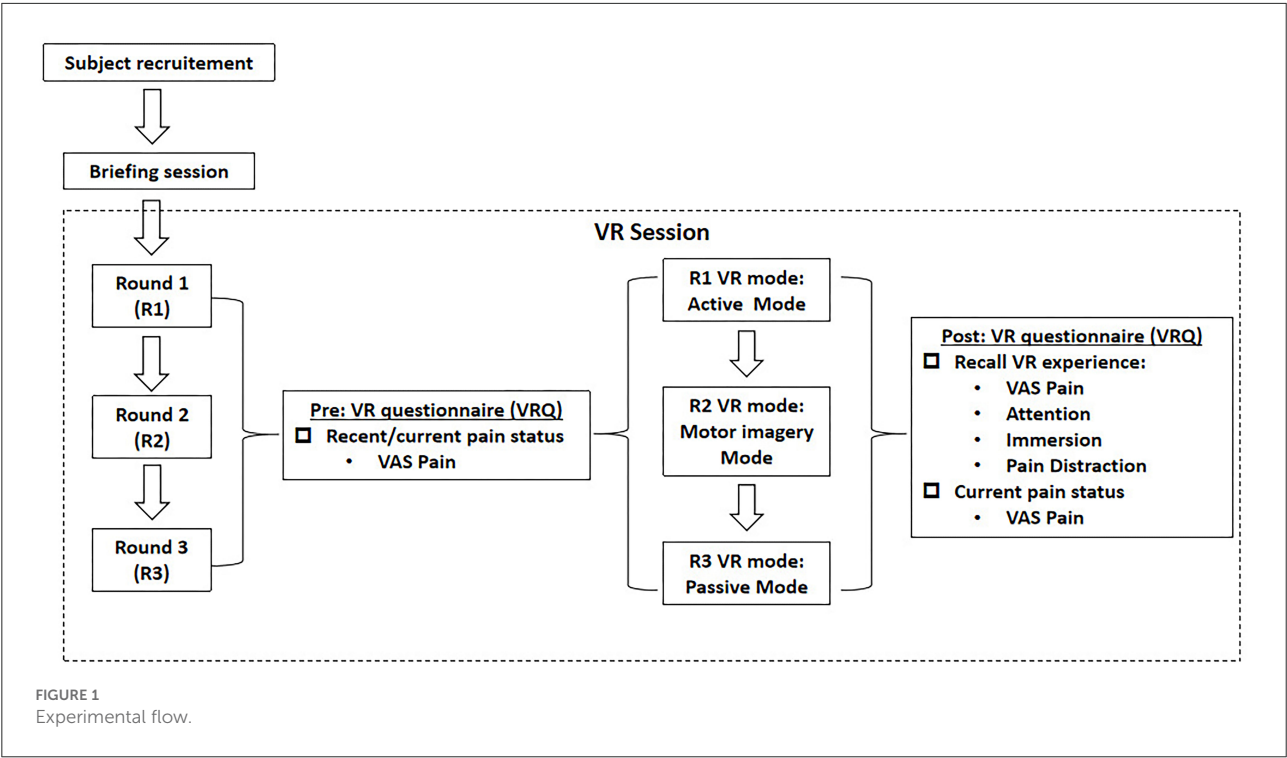 Subject recruitement
Briefing session
VR Session
Round 1
(R1)
Round 2
(R2)
Round 3
(R3)
Pre: VR questionnaire (VRQ)
Recent/current pain status
• VAS Pain
R1 VR mode:
Active Mode
R2 VR mode:
Motor imagery
Mode
R3 VR mode:
Passive Mode
Post: VR questionnaire (VRQ)
Recall VR experience:
• VAS Pain
• Attention
• Immersion
• Pain Distraction
Current pain status
• VAS Pain
FIGURE 1
Experimental flow.